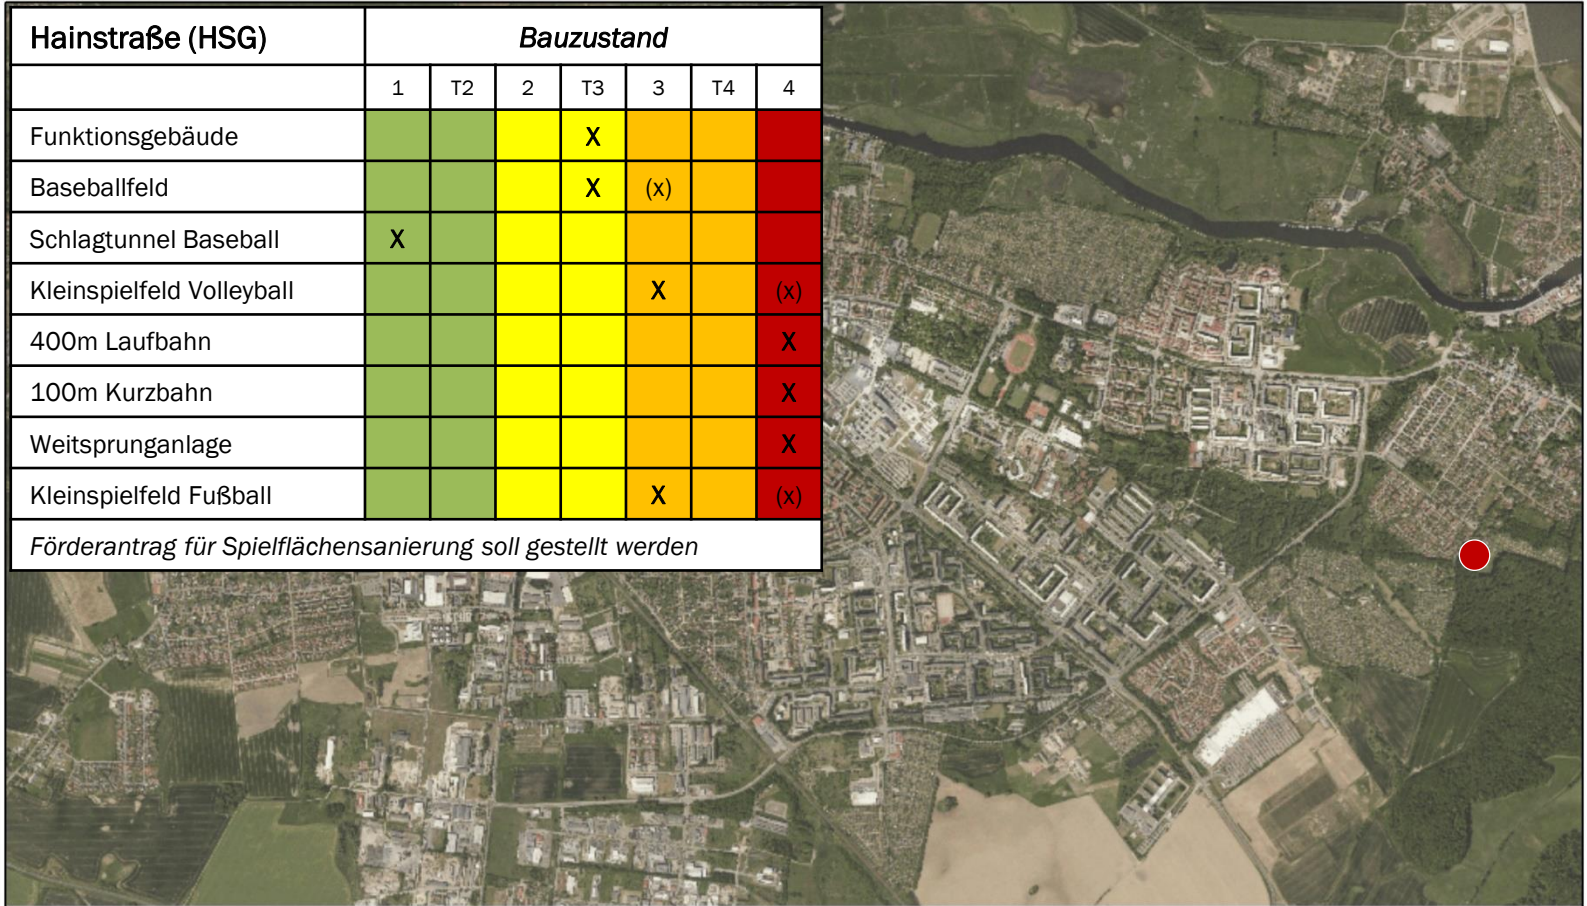 Hainstraße (HSG) Bauzustand
1 T2 2 T3 3 T4 4
Funktionsgebäude X
Baseballfeld X (x)
Schlagtunnel Baseball X
Kleinspielfeld Volleyball X (x)
400m Laufbahn X
100m Kurzbahn X
Weitsprunganlage X
Kleinspielfeld Fußball X (x)
Förderantrag für Spielflächensanierung soll gestellt werden